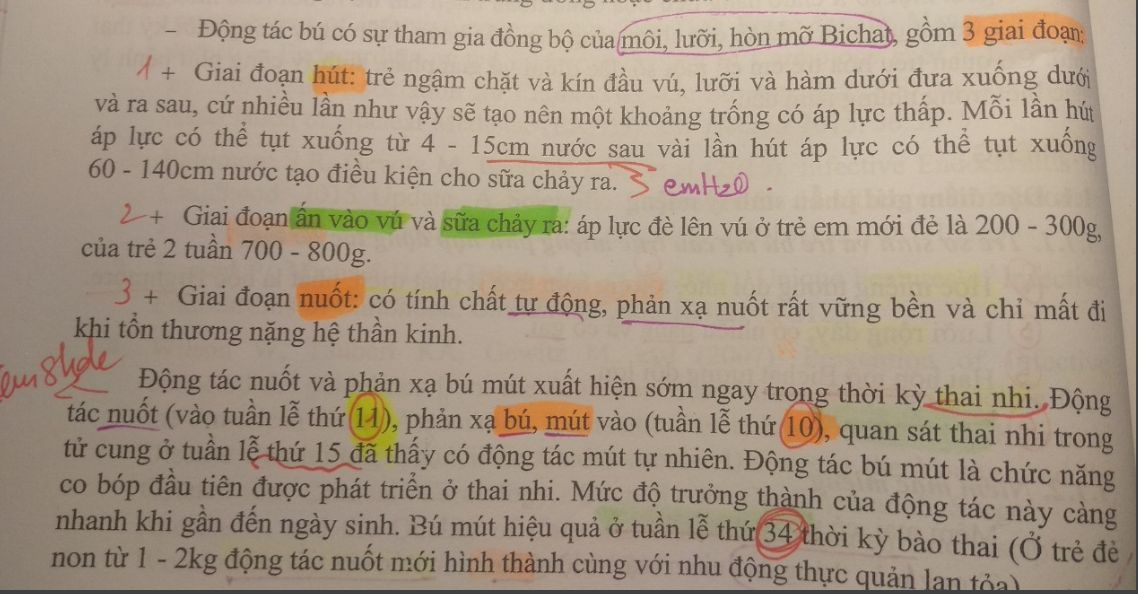 - Động tác bú có sự tham gia đồng bộ của môi, lưỡi, hòn mỡ Bichat, gồm 3 giai đoạn:
1 + Giai đoạn hút: trẻ ngậm chặt và kín đầu vú, lưỡi và hàm dưới đưa xuống dưới
và ra sau, cứ nhiều lần như vậy sẽ tạo nên một khoảng trống có áp lực thấp. Mỗi lần hút
áp lực có thể tụt xuống từ 4 - 15cm nước sau vài lần hút áp lực có thể tụt xuống
60 - 140cm nước tạo điều kiện cho sữa chảy ra. cmH2O.
2 + Giai đoạn ấn vào vú và sữa chảy ra: áp lực đè lên vú ở trẻ em mới đẻ là 200 - 300g,
của trẻ 2 tuần 700 - 800g.
3 + Giai đoạn nuốt: có tính chất tự động, phản xạ nuốt rất vững bền và chỉ mất đi
khi tổn thương nặng hệ thần kinh.
Động tác nuốt và phản xạ bú mút xuất hiện sớm ngay trong thời kỳ thai nhi. Động
tác nuốt (vào tuần lễ thứ 11), phản xạ bú, mút vào (tuần lễ thứ 10), quan sát thai nhi trong
tử cung ở tuần lễ thứ 15 đã thấy có động tác mút tự nhiên. Động tác bú mút là chức năng
co bóp đầu tiên được phát triển ở thai nhi. Mức độ trưởng thành của động tác này càng
nhanh khi gần đến ngày sinh. Bú mút hiệu quả ở tuần lễ thứ 34 thời kỳ bào thai (Ở trẻ đẻ
non từ 1 - 2kg động tác nuốt mới hình thành cùng với nhu động thực quản lan tỏa)